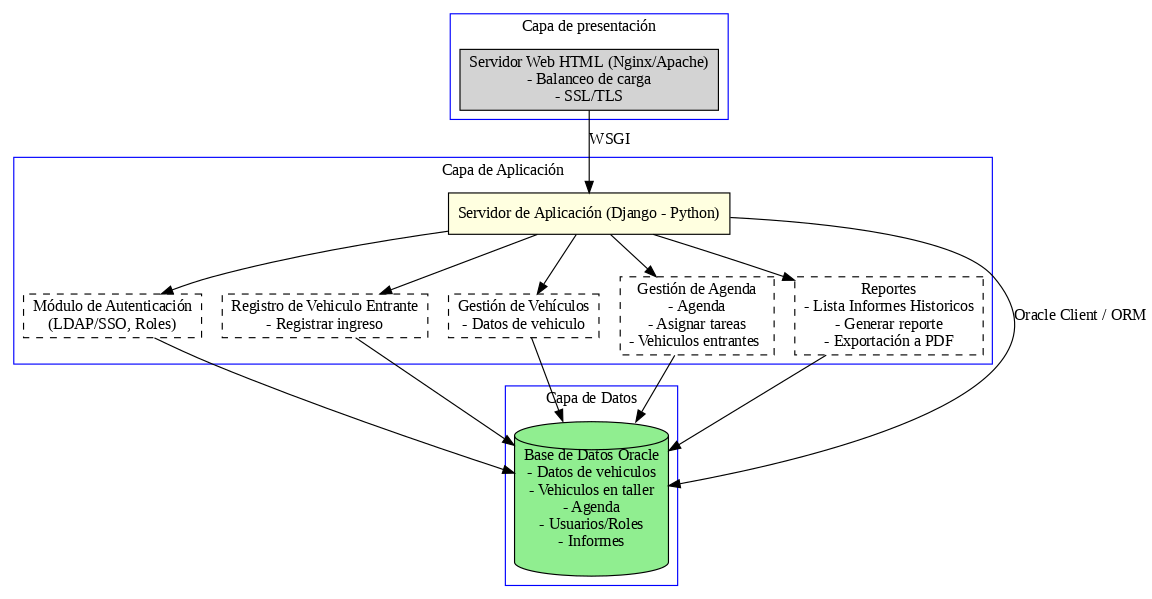 Capa de presentación
Servidor Web HTML (Nginx/Apache)
- Balanceo de carga
- SSL/TLS
WSGI
Capa de Aplicación
Servidor de Aplicación (Django - Python)
Módulo de Autenticación
(LDAP/SSO, Roles)
Registro de Vehiculo Entrante
- Registrar ingreso
Gestión de Vehículos
- Datos de vehiculo
Gestión de Agenda
- Agenda
- Asignar tareas
- Vehiculos entrantes
Reportes
- Lista Informes Historicos
- Generar reporte
- Exportación a PDF
Oracle Client / ORM
Capa de Datos
Base de Datos Oracle
- Datos de vehiculos
- Vehiculos en taller
- Agenda
- Usuarios/Roles
- Informes